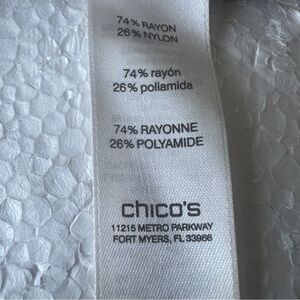 74% RAYON
26% NYLON
74% rayón
26% poliamida
74% RAYONNE
26% POLYAMIDE
chico's
11215 METRO PARKWAY
FORT MYERS, FL 33966